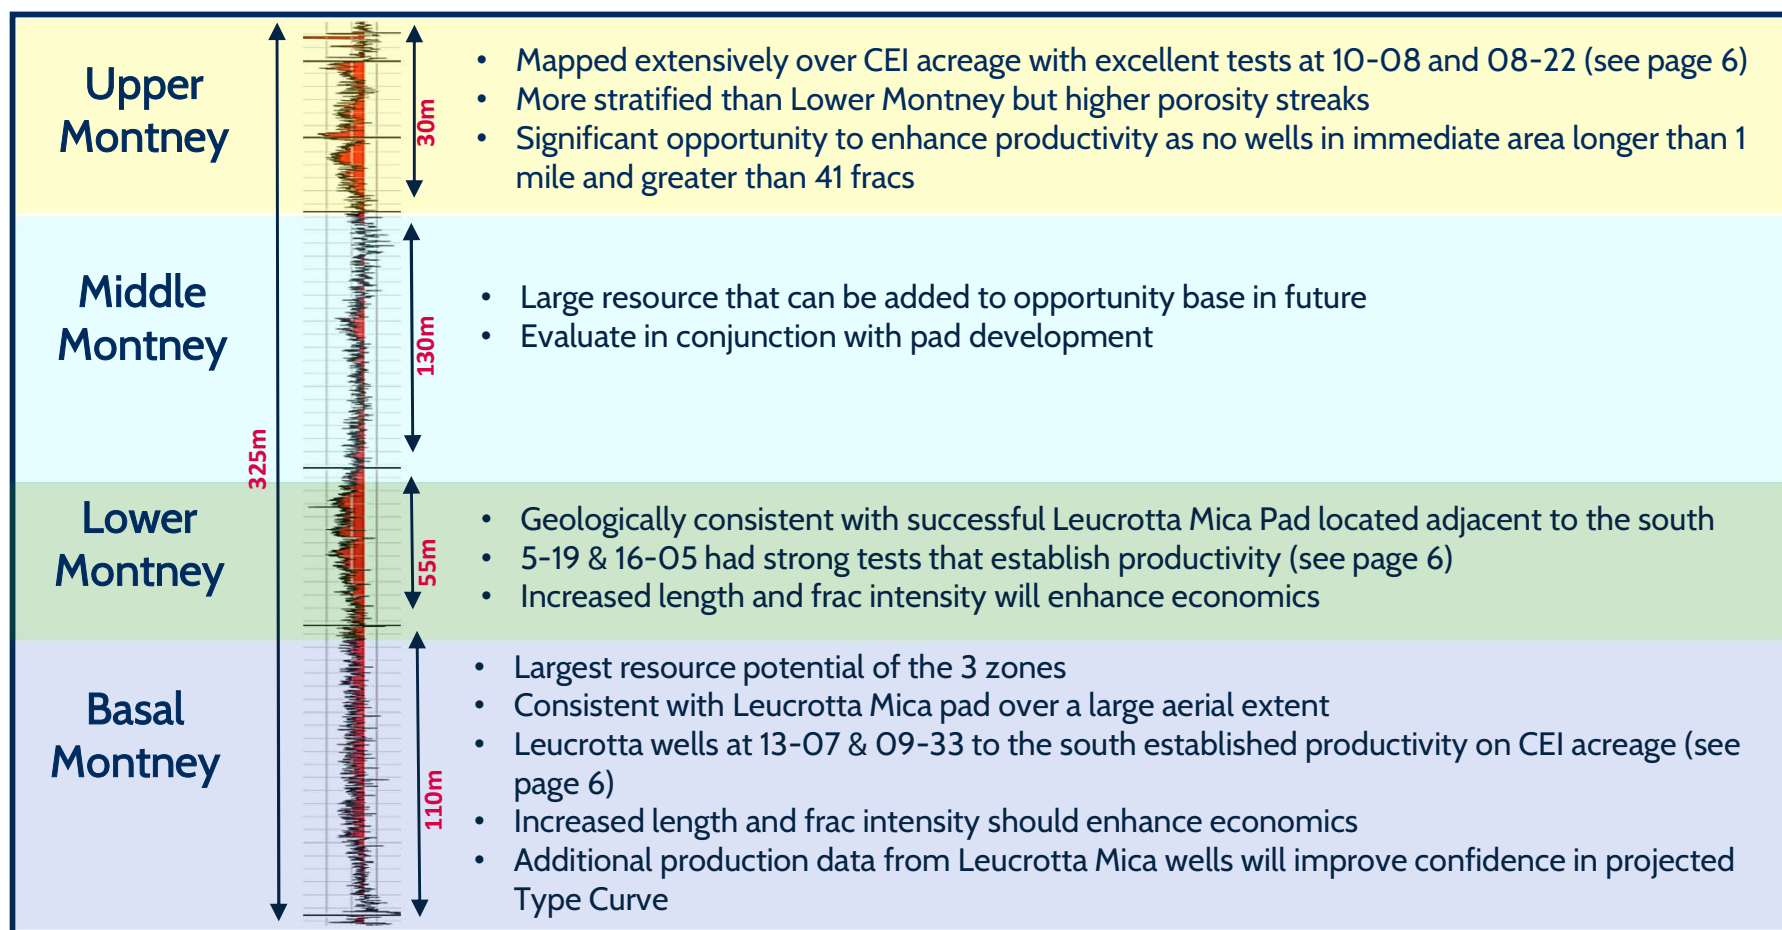 Upper
Montney
30m
• Mapped extensively over CEI acreage with excellent tests at 10-08 and 08-22 (see page 6)
• More stratified than Lower Montney but higher porosity streaks
• Significant opportunity to enhance productivity as no wells in immediate area longer than 1
mile and greater than 41 fracs
Middle
Montney
130m
• Large resource that can be added to opportunity base in future
• Evaluate in conjunction with pad development
325m
Lower
Montney
55m
• Geologically consistent with successful Leucrotta Mica Pad located adjacent to the south
• 5-19 & 16-05 had strong tests that establish productivity (see page 6)
• Increased length and frac intensity will enhance economics
Basal
Montney
110m
• Largest resource potential of the 3 zones
• Consistent with Leucrotta Mica pad over a large aerial extent
• Leucrotta wells at 13-07 & 09-33 to the south established productivity on CEI acreage (see
page 6)
• Increased length and frac intensity should enhance economics
• Additional production data from Leucrotta Mica wells will improve confidence in projected
Type Curve